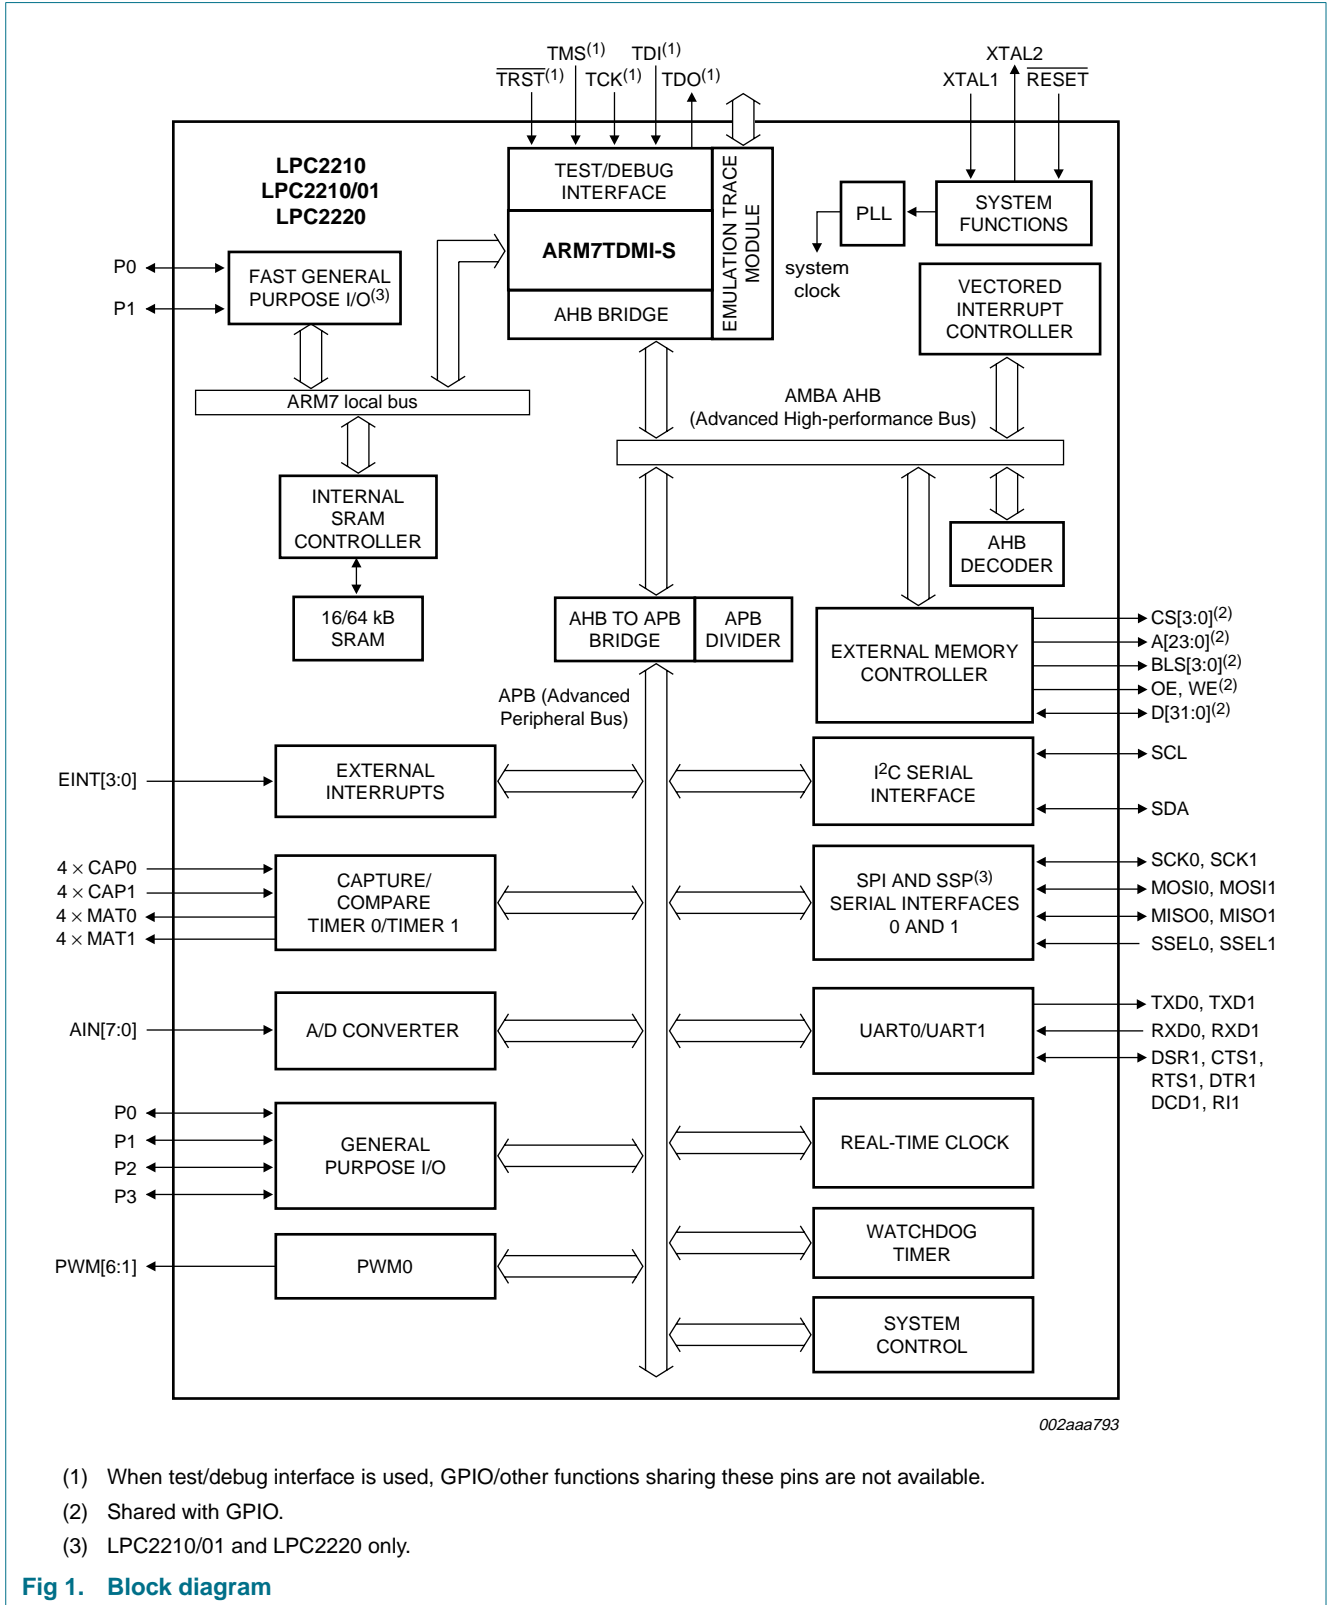 TMS(1) TDI(1) XTAL2
TRST(1) TCK(1) TDO(1) XTAL1 RESET
LPC2210
LPC2210/01
LPC2220
TEST/DEBUG
INTERFACE
ARM7TDMI-S
AHB BRIDGE
EMULATION TRACE
MODULE
PLL
SYSTEM
FUNCTIONS
system
clock
P0
P1
FAST GENERAL
PURPOSE I/O(3)
VECTORED
INTERRUPT
CONTROLLER
ARM7 local bus
AMBA AHB
(Advanced High-performance Bus)
INTERNAL
SRAM
CONTROLLER
AHB
DECODER
16/64 kB
SRAM
AHB TO APB
BRIDGE
APB
DIVIDER
EXTERNAL MEMORY
CONTROLLER
CS[3:0](2)
A[23:0](2)
BLS[3:0](2)
OE, WE(2)
D[31:0](2)
APB (Advanced
Peripheral Bus)
EINT[3:0]
EXTERNAL
INTERRUPTS
I2C SERIAL
INTERFACE
SCL
SDA
4 × CAP0
4 × CAP1
4 × MAT0
4 × MAT1
CAPTURE/
COMPARE
TIMER 0/TIMER 1
SPI AND SSP(3)
SERIAL INTERFACES
0 AND 1
SCK0, SCK1
MOSI0, MOSI1
MISO0, MISO1
SSEL0, SSEL1
AIN[7:0]
A/D CONVERTER
UART0/UART1
TXD0, TXD1
RXD0, RXD1
DSR1, CTS1,
RTS1, DTR1
DCD1, RI1
P0
P1
P2
P3
GENERAL
PURPOSE I/O
REAL-TIME CLOCK
PWM[6:1]
PWM0
WATCHDOG
TIMER
SYSTEM
CONTROL
002aaa793
(1) When test/debug interface is used, GPIO/other functions sharing these pins are not available.
(2) Shared with GPIO.
(3) LPC2210/01 and LPC2220 only.
Fig 1. Block diagram